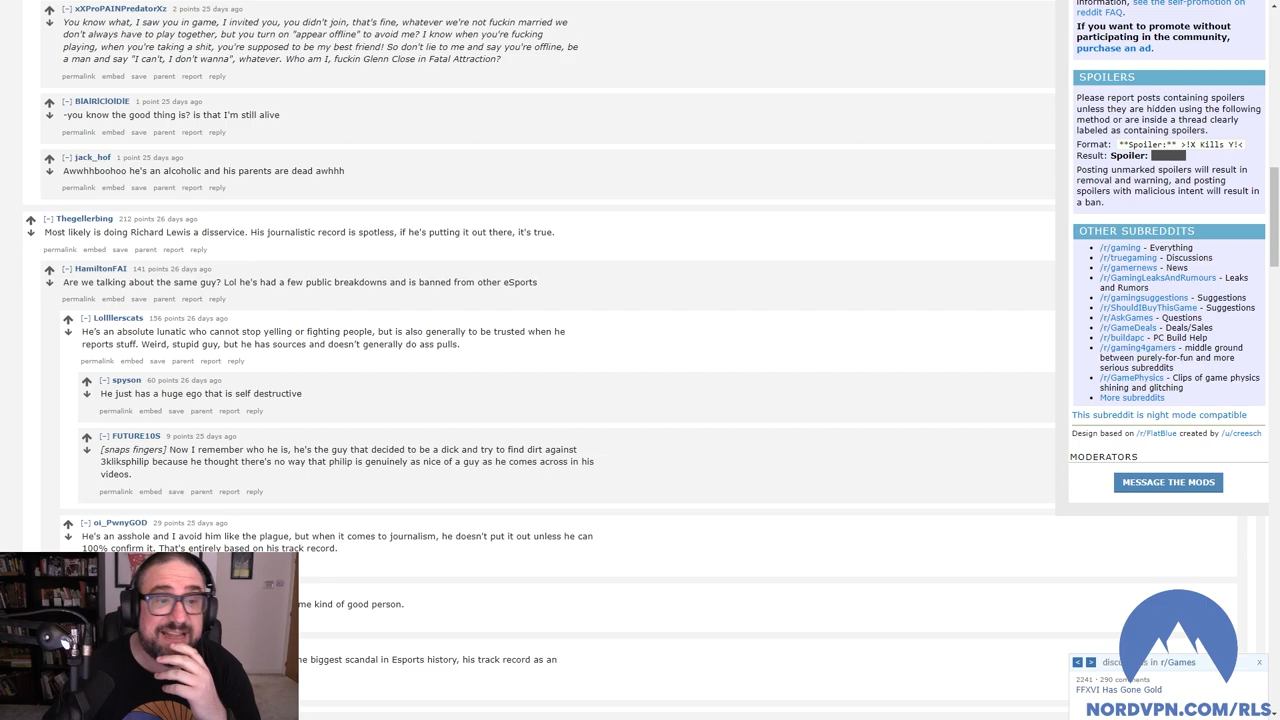 [–] xXProPAINPredatorXz 2 points 25 days ago
You know what, I saw you in game, I invited you, you didn't join, that's fine, whatever we're not fuckin married we
don't always have to play together, but you turn on "appear offline" to avoid me? I know when you're fucking
playing, when you're taking a shit, you're supposed to be my best friend! So don't lie to me and say you're offline, be
a man and say "I can't, I don't wanna", whatever. Who am I, fuckin Glenn Close in Fatal Attraction?
permalink embed save parent report reply
1 point 25 days ago
-you know the good thing is? is that I'm still alive
permalink embed save parent report reply
[–] jack_hof 1 point 25 days ago
Awwhhboohoo he's an alcoholic and his parents are dead awhhh
permalink embed save parent report reply
[–] Thegellerbing 212 points 26 days ago
Most likely is doing Richard Lewis a disservice. His journalistic record is spotless, if he's putting it out there, it's true.
permalink embed save parent report reply
[–] HamiltonFAI 141 points 26 days ago
Are we talking about the same guy? Lol he's had a few public breakdowns and is banned from other eSports
permalink embed save parent report reply
156 points 26 days ago
He's an absolute lunatic who cannot stop yelling or fighting people, but is also generally to be trusted when he
reports stuff. Weird, stupid guy, but he has sources and doesn't generally do ass pulls.
permalink embed save parent report reply
[–] spyson 60 points 26 days ago
He just has a huge ego that is self destructive
permalink embed save parent report reply
[–] FUTURE10S 9 points 25 days ago
[snaps fingers] Now I remember who he is, he's the guy that decided to be a dick and try to find dirt against
3kliksphilip because he thought there's no way that philip is genuinely as nice of a guy as he comes across in his
videos.
permalink embed save parent report reply
[–] oi_PwnyGOD 29 points 25 days ago
He's an asshole and I avoid him like the plague, but when it comes to journalism, he doesn't put it out unless he can
100% confirm it. That's entirely based on his track record.
me kind of good person.
biggest scandal in Esports history, his track record as an
information, see the self-promotion on
reddit FAQ.
If you want to promote without
participating in the community,
purchase an ad.
SPOILERS
Please report posts containing spoilers
unless they are hidden using the following
method or are inside a thread clearly
labeled as containing spoilers.
Format: **Spoiler:** >!X Kills Y!<
Result: Spoiler:
Posting unmarked spoilers will result in
removal and warning, and posting
spoilers with malicious intent will result in
a ban.
OTHER SUBREDDITS
/r/gaming - Everything
/r/truegaming - Discussions
/r/gamernews - News
/r/GamingLeaksAndRumours - Leaks
and Rumors
/r/gamingsuggestions - Suggestions
/r/ShouldIBuyThisGame - Suggestions
/r/AskGames - Questions
/r/GameDeals - Deals/Sales
/r/buildapc - PC Build Help
/r/gaming4gamers - middle ground
between purely-for-fun and more
serious subreddits
/r/GamePhysics - Clips of game physics
shining and glitching
More subreddits
This subreddit is night mode compatible
Design based on /r/FlatBlue created by /u/creesch
MODERATORS
MESSAGE THE MODS
< > in r/Games X
2241 · 290 comments
FFXVI Has Gone Gold
NORDVPN.COM/RLS